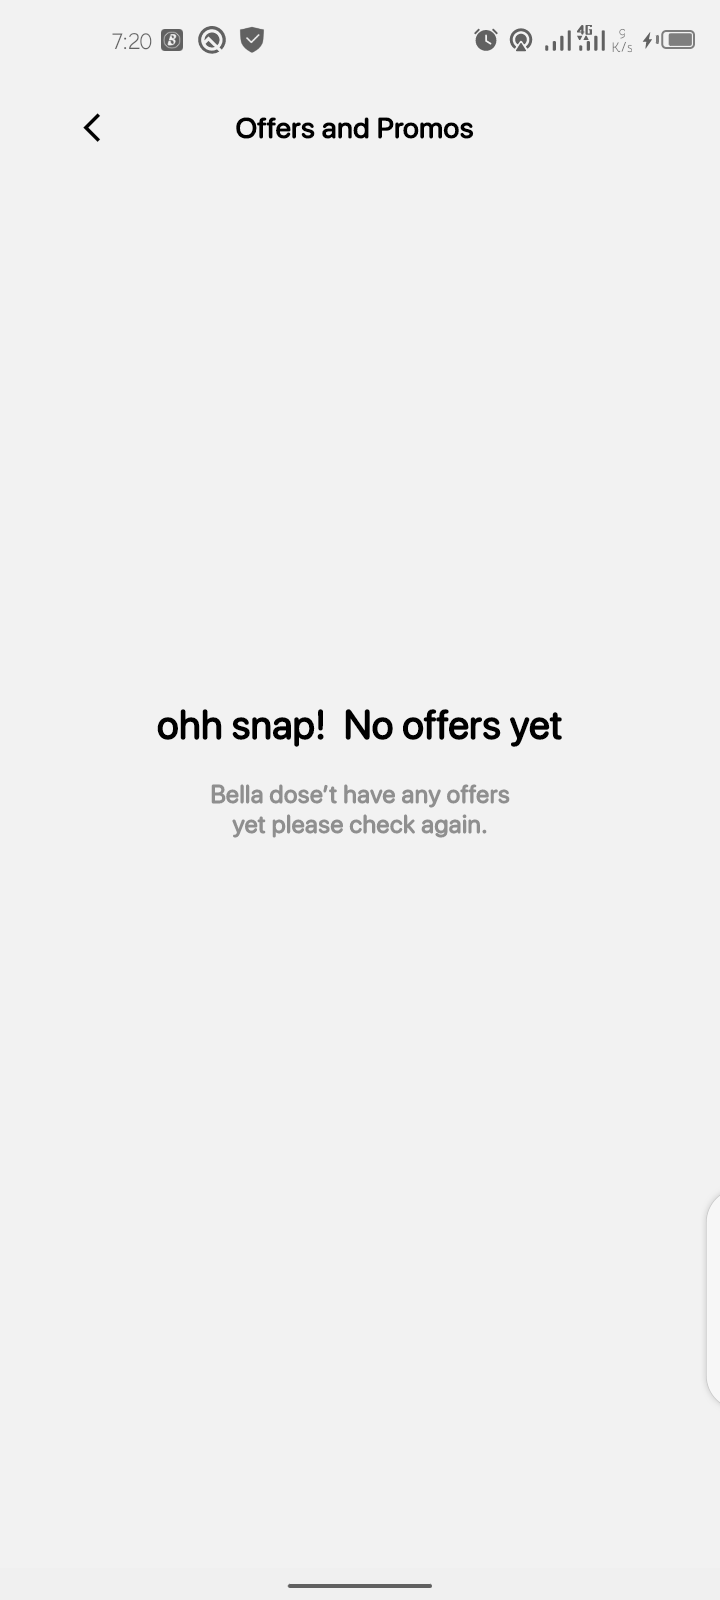 7:20
4G
9
K/s
Offers and Promos
ohh snap!  No offers yet
Bella dose't have any offers
yet please check again.